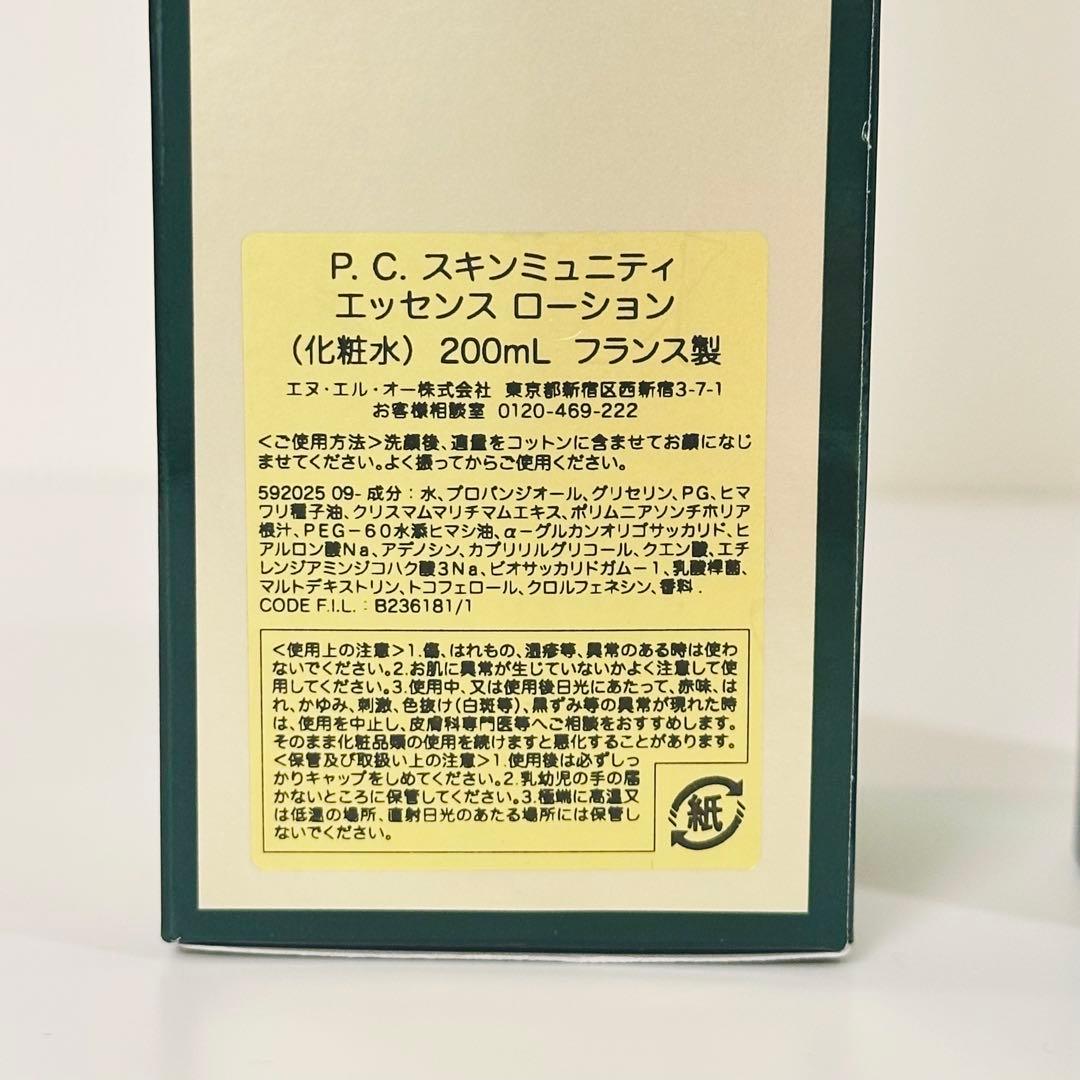 P. C. スキンミュニティ
エッセンス ローション
（化粧水） 200mL フランス製
エヌ・エル・オー株式会社 東京都新宿区西新宿3-7-1
お客様相談室 0120-469-222
＜ご使用方法＞洗顔後、適量をコットンに含ませてお顔になじ
ませてください。よく振ってからご使用ください。
592025 09- 成分：水、プロパンジオール、グリセリン、PG、ヒマ
ワリ種子油、クリスマムマリチマムエキス、ポリムニアソンチホリア
根汁、PEG－60水添ヒマシ油、α－グルカンオリゴサッカリド、ヒ
アルロン酸Na、アデノシン、カプリリルグリコール、クエン酸、エチ
レンジアミンジコハク酸3Na、ビオサッカリドガム－1、乳酸桿菌、
マルトデキストリン、トコフェロール、クロルフェネシン、香料．
CODE F.I.L.：B236181/1
＜使用上の注意＞1.傷、はれもの、湿疹等、異常のある時は使わ
ないでください。2.お肌に異常が生じていないかよく注意して使
用してください。3.使用中、又は使用後日光にあたって、赤味、は
れ、かゆみ、刺激、色抜け（白斑等）、黒ずみ等の異常が現れた時
は、使用を中止し、皮膚科専門医等へご相談をおすすめします。
そのまま化粧品類の使用を続けますと悪化することがあります。
＜保管及び取扱い上の注意＞1.使用後は必ずしっ
かりキャップをしめてください。2.乳幼児の手の届
かないところに保管してください。3.極端に高温又
は低温の場所、直射日光のあたる場所には保管し
ないでください。
紙